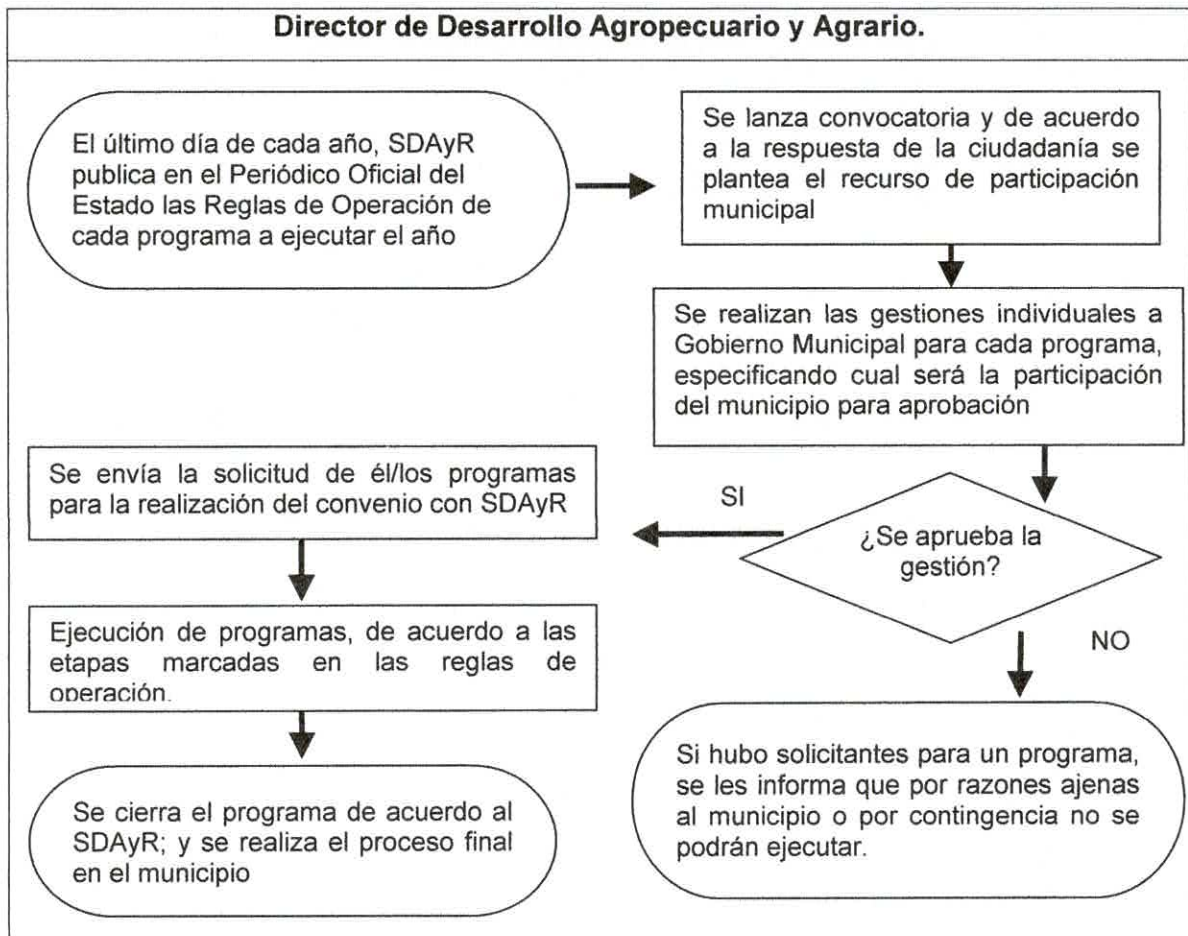 Director de Desarrollo Agropecuario y Agrario.
El último día de cada año, SDAyR
publica en el Periódico Oficial del
Estado las Reglas de Operación de
cada programa a ejecutar el año
Se lanza convocatoria y de acuerdo
a la respuesta de la ciudadanía se
plantea el recurso de participación
municipal
Se realizan las gestiones individuales a
Gobierno Municipal para cada programa,
especificando cual será la participación
del municipio para aprobación
¿Se aprueba la
gestión?
SI
Se envía la solicitud de él/los programas
para la realización del convenio con SDAyR
Ejecución de programas, de acuerdo a las
etapas marcadas en las reglas de
operación.
Se cierra el programa de acuerdo al
SDAyR; y se realiza el proceso final
en el municipio
NO
Si hubo solicitantes para un programa,
se les informa que por razones ajenas
al municipio o por contingencia no se
podrán ejecutar.